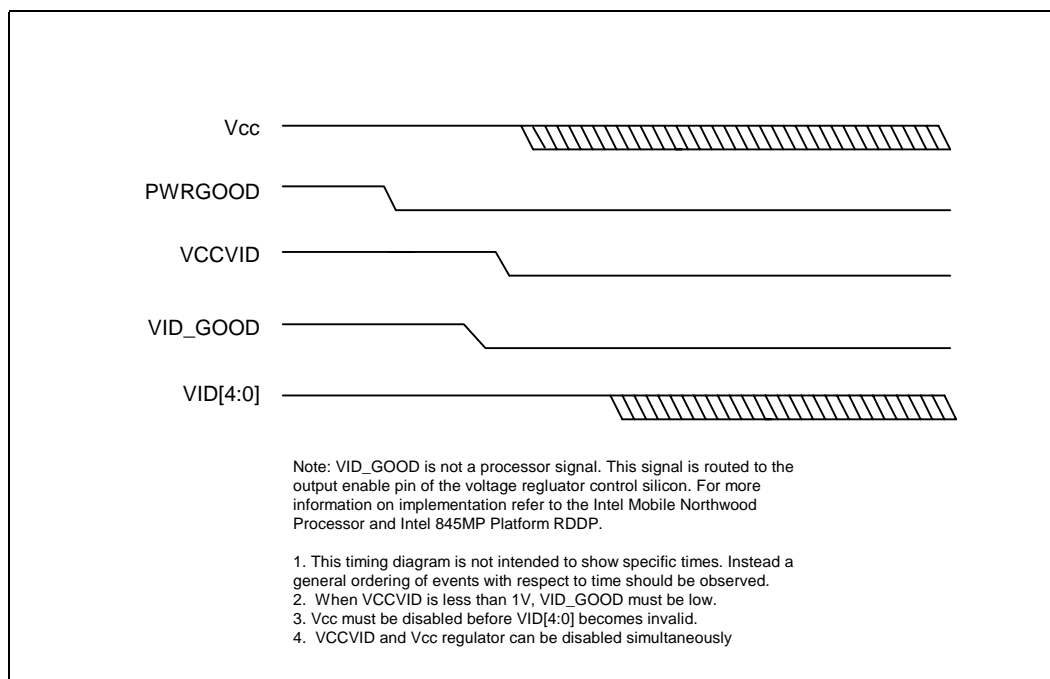 Vcc
PWRGOOD
VCCVID
VID_GOOD
VID[4:0]
Note: VID_GOOD is not a processor signal. This signal is routed to the
output enable pin of the voltage regluator control silicon. For more
information on implementation refer to the Intel Mobile Northwood
Processor and Intel 845MP Platform RDDP.
1. This timing diagram is not intended to show specific times. Instead a
general ordering of events with respect to time should be observed.
2.  When VCCVID is less than 1V, VID_GOOD must be low.
3. Vcc must be disabled before VID[4:0] becomes invalid.
4.  VCCVID and Vcc regulator can be disabled simultaneously